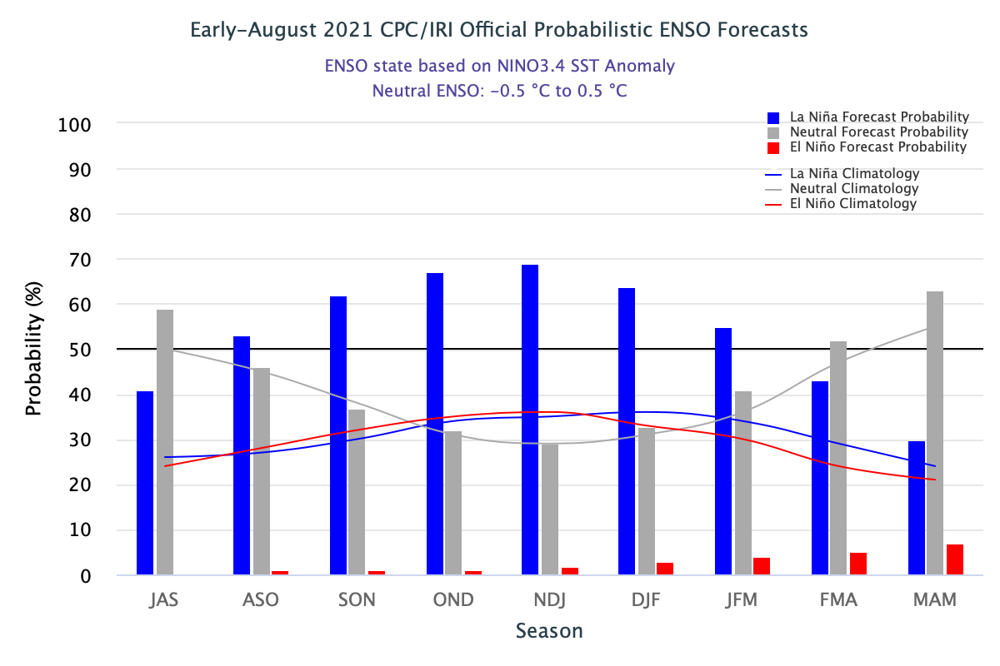 Early-August 2021 CPC/IRI Official Probabilistic ENSO Forecasts
ENSO state based on NINO3.4 SST Anomaly
Neutral ENSO: -0.5 °C to 0.5 °C
La Niña Forecast Probability
Neutral Forecast Probability
El Niño Forecast Probability
La Niña Climatology
Neutral Climatology
El Niño Climatology
Probability (%)
100
90
80
70
60
50
40
30
20
10
0
JAS ASO SON OND NDJ DJF JFM FMA MAM
Season